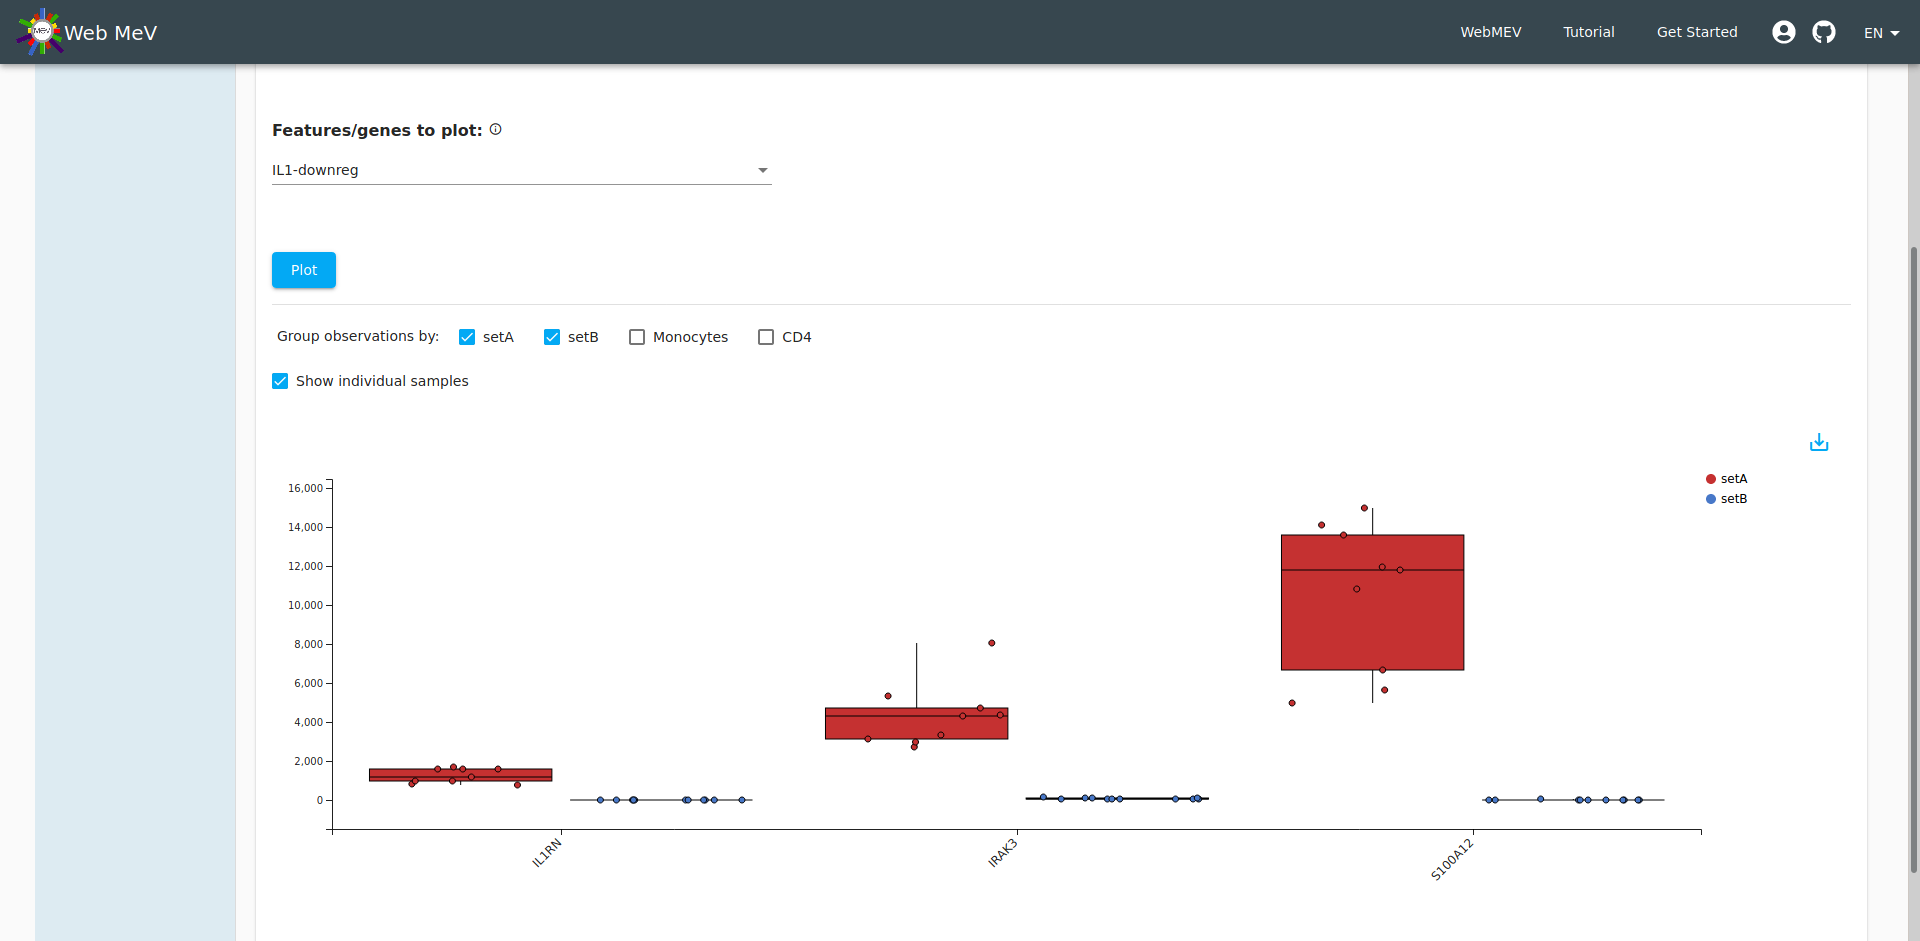 MEV
Web MeV
WebMEV
Tutorial
Get Started
EN
Features/genes to plot:
IL1-downreg
Plot
Group observations by:
setA
setB
Monocytes
CD4
Show individual samples
setA
setB
16,000
14,000
12,000
10,000
8,000
6,000
4,000
2,000
0
IL1RN
IRAK3
S100A12